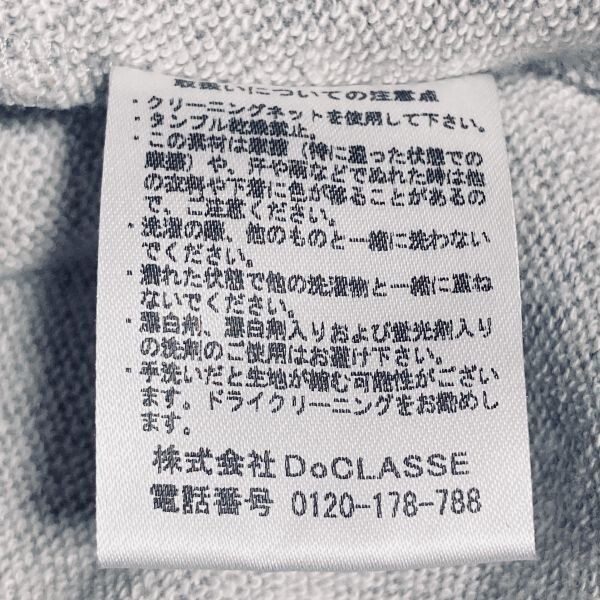 取扱いについての注意点
・クリーニングネットを使用して下さい。
・タンブル乾燥禁止。
・この素材は摩擦（特に湿った状態での
摩擦）や、汗や雨などでぬれた時は他
の衣料や下着に色が移ることがあるの
で、ご注意ください。
・洗濯の際、他のものと一緒に洗わない
でください。
・濡れた状態で他の洗濯物と一緒に重ね
ないでください。
・漂白剤、漂白剤入りおよび蛍光剤入り
の洗剤のご使用はお避け下さい。
・手洗いだと生地が縮む可能性がござい
ます。ドライクリーニングをお勧めし
ます。
株式会社DoCLASSE
電話番号 0120-178-788